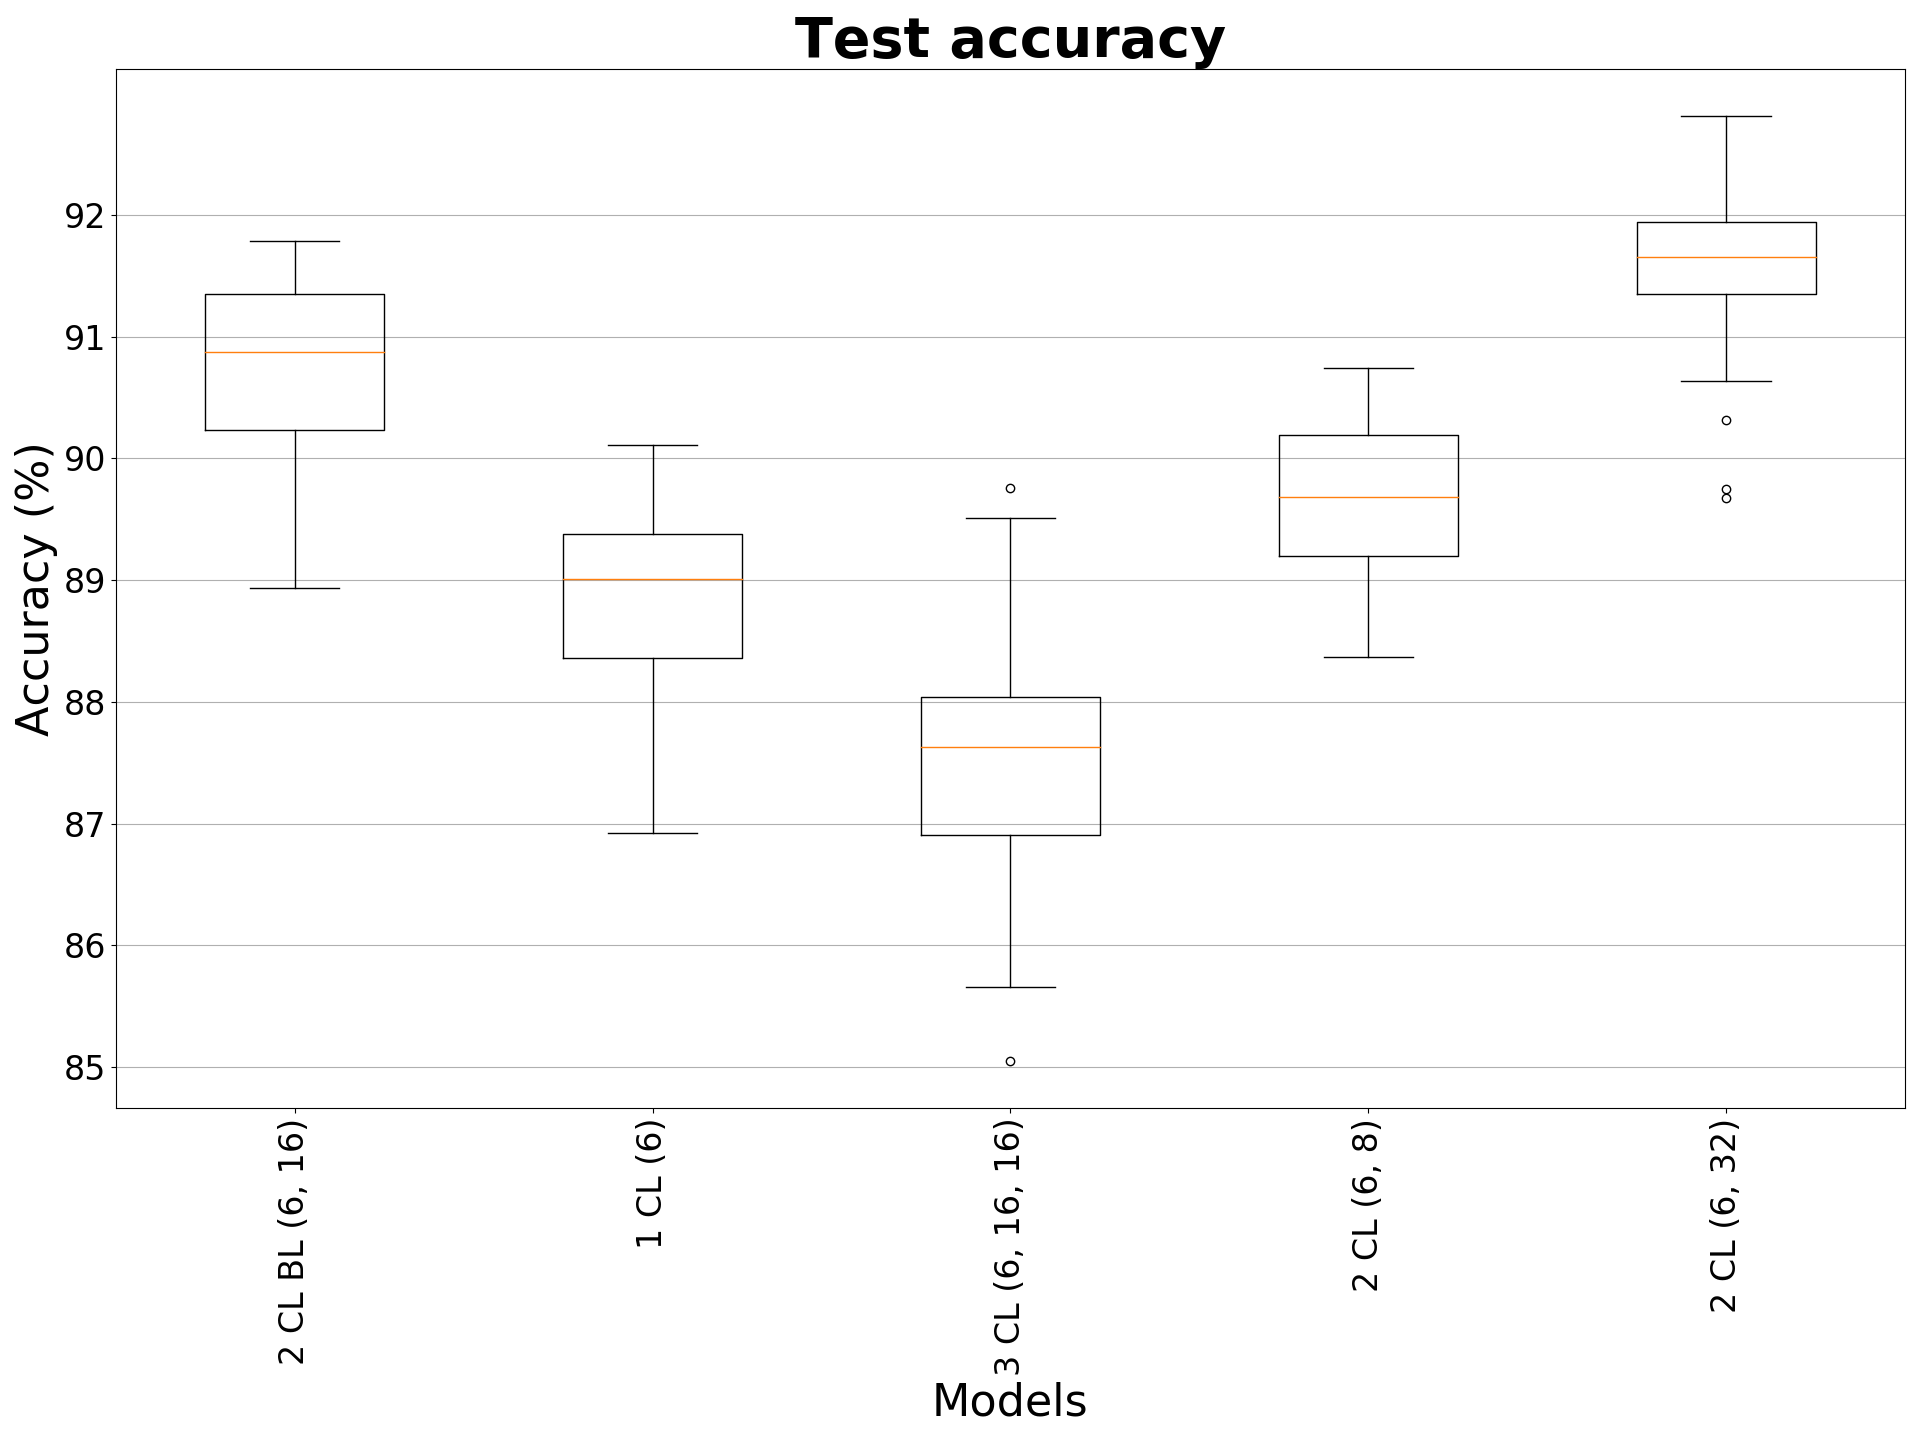 Test accuracy
Accuracy (%)
92
91
90
89
88
87
86
85
2 CL BL (6, 16)
1 CL (6)
3 CL (6, 16, 16)
2 CL (6, 8)
2 CL (6, 32)
Models